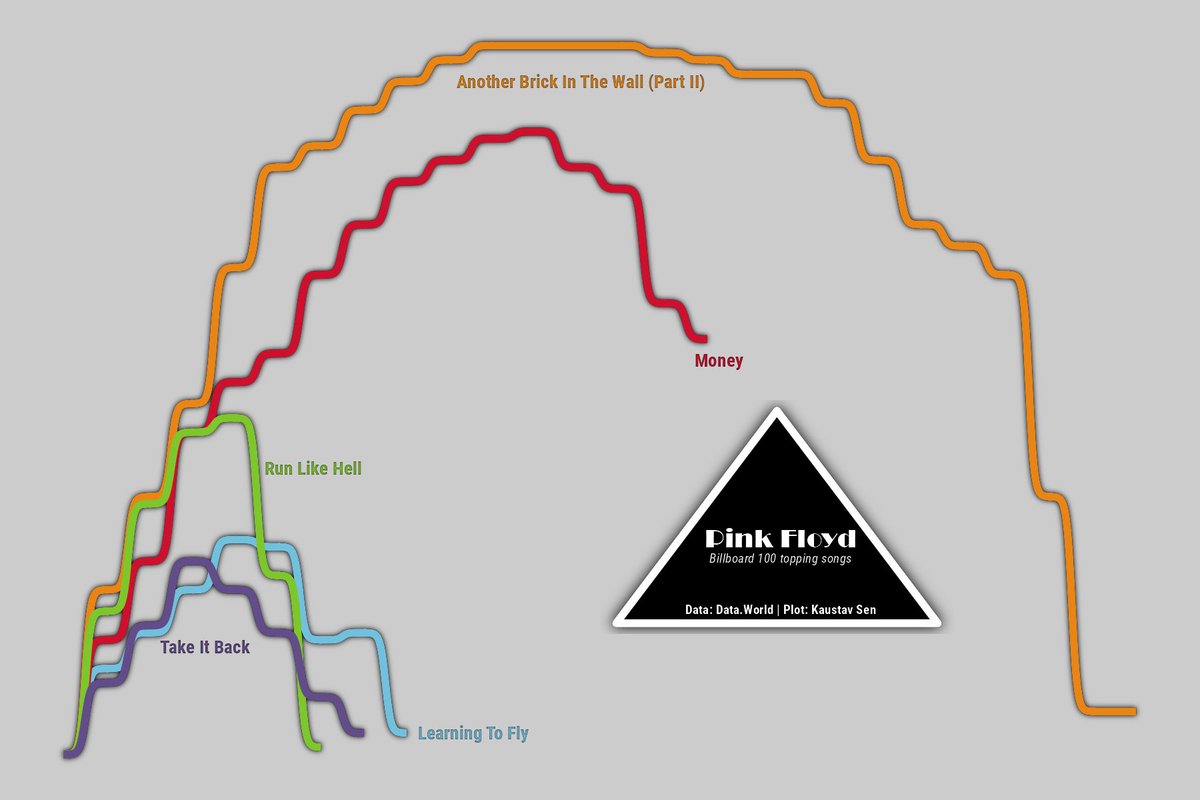 Another Brick In The Wall (Part II)
Money
Run Like Hell
Pink Floyd
Billboard 100 topping songs
Data: Data.World | Plot: Kaustav Sen
Take It Back
Learning To Fly